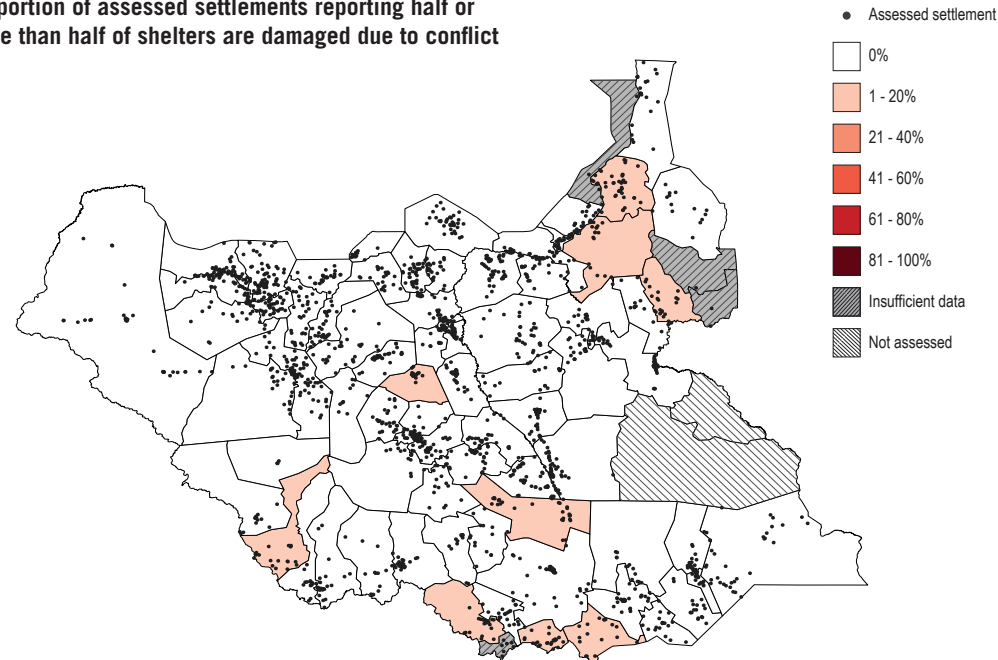 portion of assessed settlements reporting half or
e than half of shelters are damaged due to conflict
Assessed settlement
0%
1 - 20%
21 - 40%
41 - 60%
61 - 80%
81 - 100%
Insufficient data
Not assessed